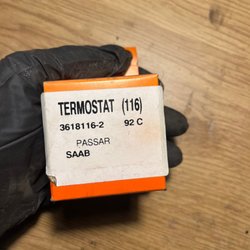 TERMOSTAT (116)
3618116-2 92 C
PASSAR
SAAB